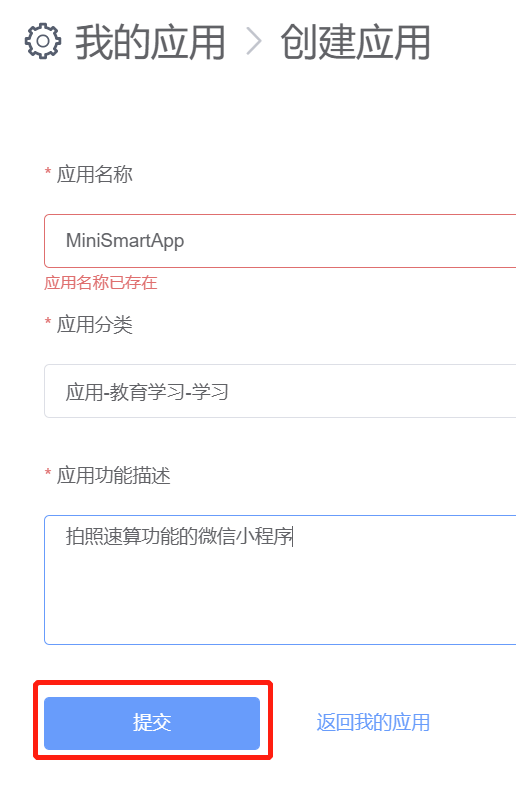 我的应用 > 创建应用
* 应用名称
MiniSmartApp
应用名称已存在
* 应用分类
应用-教育学习-学习
* 应用功能描述
拍照速算功能的微信小程序
提交 返回我的应用